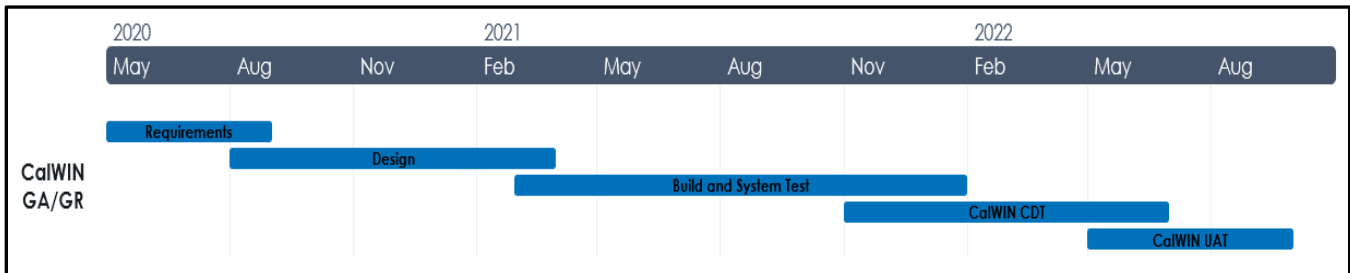 2020 2021 2022
May Aug Nov Feb May Aug Nov Feb May Aug
Requirements
Design
CalWIN
GA/GR
Build and System Test
CalWIN CDT
CalWIN UAT